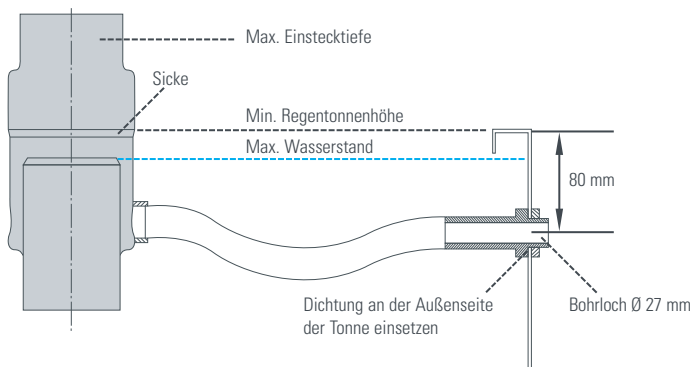 Max. Einstecktiefe
Sicke
Min. Regentonnenhöhe
Max. Wasserstand
80 mm
Dichtung an der Außenseite
der Tonne einsetzen
Bohrloch Ø 27 mm